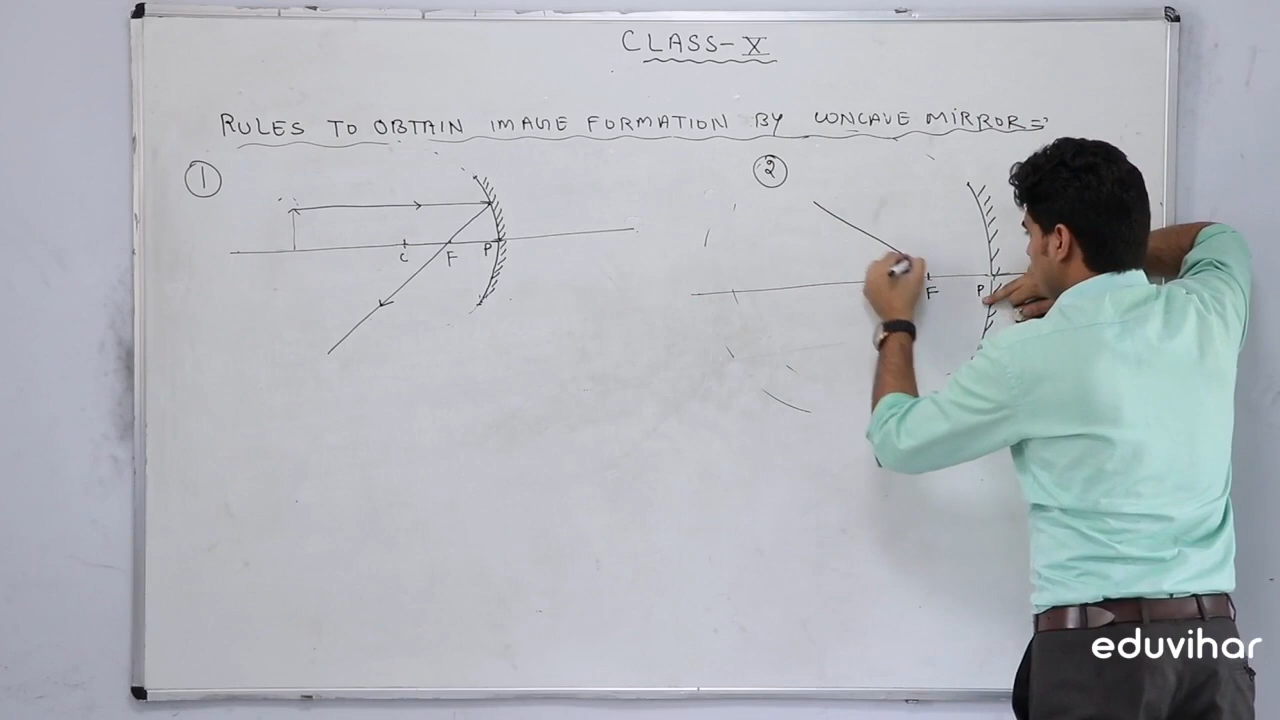 CLASS-X
RULES TO OBTAIN IMAGE FORMATION BY CONCAVE MIRROR:-
1
2
C
F
P
F
P
eduvihar